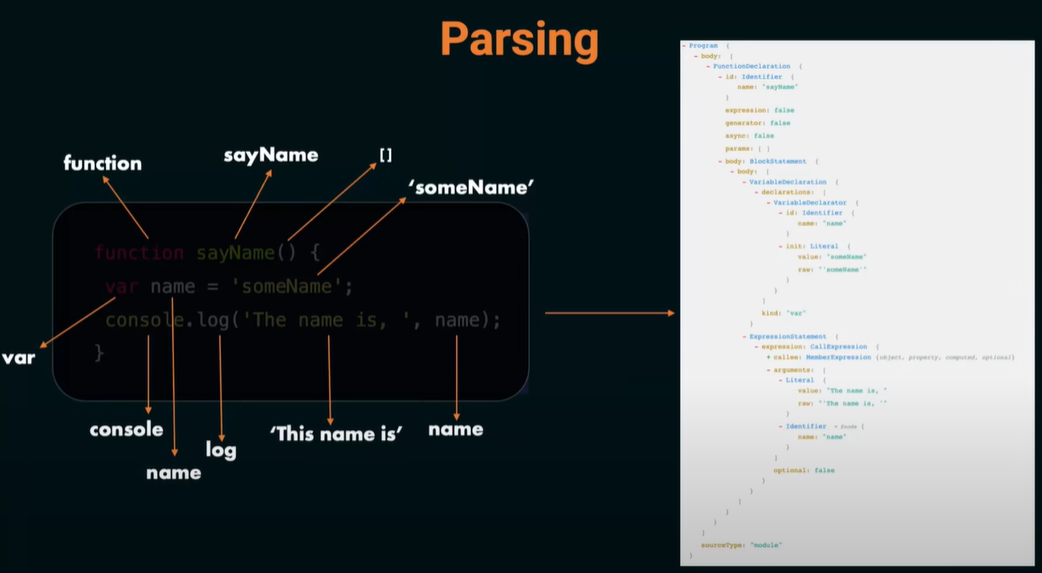 Parsing
function
sayName
[]
‘someName’
function sayName() {
var name = 'someName';
console.log('The name is, ', name);
}
var
console
name
log
‘This name is’
name
- Program {
- body: [
- FunctionDeclaration {
- id: Identifier {
name: "sayName"
}
expression: false
generator: false
async: false
params: [ ]
- body: BlockStatement {
- body: [
- VariableDeclaration {
- declarations: [
- VariableDeclarator {
- id: Identifier {
name: "name"
}
- init: Literal {
value: "someName"
raw: "'someName'"
}
}
]
kind: "var"
}
- ExpressionStatement {
- expression: CallExpression {
+ callee: MemberExpression {object, property, computed, optional}
- arguments: [
- Literal {
value: "The name is, "
raw: "'The name is, '"
}
- Identifier = $node {
name: "name"
}
]
optional: false
}
}
]
}
}
]
sourceType: "module"
}